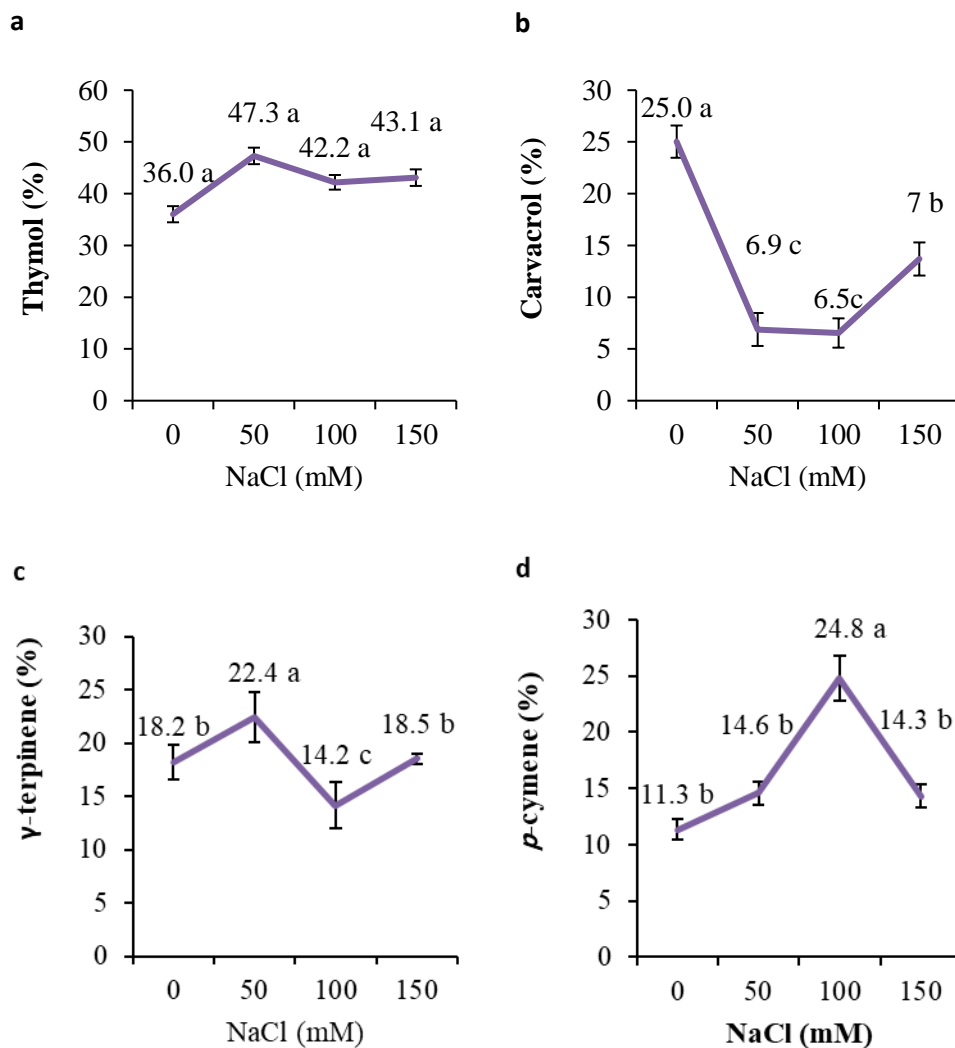 a
60
50
40
30
20
10
0
Thymol (%)
36.0 a
47.3 a
42.2 a
43.1 a
0 50 100 150
NaCl (mM)
b
30
25
20
15
10
5
0
Carvacrol (%)
25.0 a
6.9 c
6.5c
7 b
0 50 100 150
NaCl (mM)
c
30
25
20
15
10
5
0
γ-terpinene (%)
18.2 b
22.4 a
14.2 c
18.5 b
0 50 100 150
NaCl (mM)
d
30
25
20
15
10
5
0
p-cymene (%)
11.3 b
14.6 b
24.8 a
14.3 b
0 50 100 150
NaCl (mM)